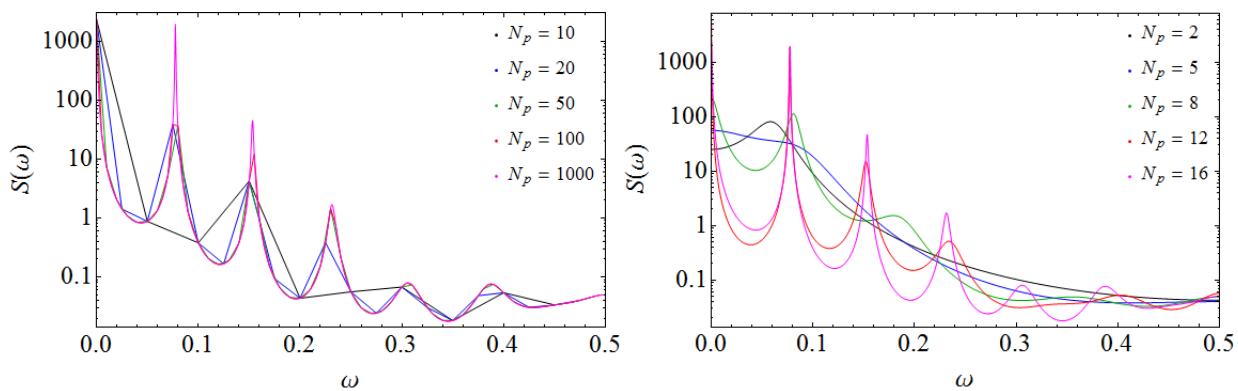 1000
100
10
1
0.1
S(ω)
0.0 0.1 0.2 0.3 0.4 0.5
ω
N_p = 10
N_p = 20
N_p = 50
N_p = 100
N_p = 1000
1000
100
10
1
0.1
S(ω)
0.0 0.1 0.2 0.3 0.4 0.5
ω
N_p = 2
N_p = 5
N_p = 8
N_p = 12
N_p = 16